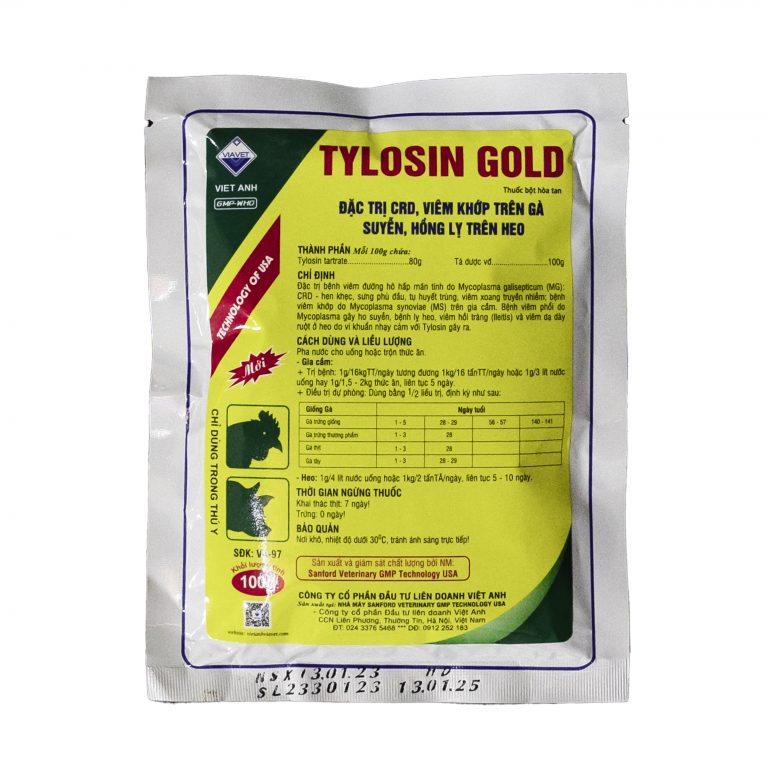 VIAVET
VIET ANH
GMP-WHO
TECHNOLOGY OF USA
Mới
CHỈ DÙNG TRONG THÚ Y
SĐK: VA-97
Khối lượng tịnh
100g
website: vietanhviavet.com
TYLOSIN GOLD
Thuốc bột hòa tan
ĐẶC TRỊ CRD, VIÊM KHỚP TRÊN GÀ
SUYỄN, HỒNG LỴ TRÊN HEO
THÀNH PHẦN Mỗi 100g chứa:
Tylosin tartrate.....................80g Tá dược vđ.............................100g
CHỈ ĐỊNH
Đặc trị bệnh viêm đường hô hấp mãn tính do Mycoplasma galisepticum (MG):
CRD - hen khẹc, sưng phù đầu, tụ huyết trùng, viêm xoang truyền nhiễm; bệnh
viêm khớp do Mycoplasma synoviae (MS) trên gia cầm. Bệnh viêm phổi do
Mycoplasma gây ho suyễn, bệnh lỵ heo, viêm hồi tràng (Ileitis) và viêm dạ dày
ruột ở heo do vi khuẩn nhạy cảm với Tylosin gây ra.
CÁCH DÙNG VÀ LIỀU LƯỢNG
Pha nước cho uống hoặc trộn thức ăn.
- Gia cầm:
+ Trị bệnh: 1g/16kgTT/ngày tương đương 1kg/16 tấnTT/ngày hoặc 1g/3 lít nước
uống hay 1g/1,5 - 2kg thức ăn, liên tục 5 ngày.
+ Điều trị dự phòng: Dùng bằng 1/2 liều trị, định kỳ như sau:
Giống Gà Ngày tuổi
Gà trứng giống 1 - 5 28 - 29 56 - 57 140 - 141
Gà trứng thương phẩm 1 - 3 28
Gà thịt 1 - 3 28
Gà tây 1 - 3 28 - 29
- Heo: 1g/4 lít nước uống hoặc 1kg/2 tấnTĂ/ngày, liên tục 5 - 10 ngày.
THỜI GIAN NGỪNG THUỐC
Khai thác thịt: 7 ngày!
Trứng: 0 ngày!
BẢO QUẢN
Nơi khô, nhiệt độ dưới 30⁰C, tránh ánh sáng trực tiếp!
Sản xuất và giám sát chất lượng bởi NM:
Sanford Veterinary GMP Technology USA
CÔNG TY CỔ PHẦN ĐẦU TƯ LIÊN DOANH VIỆT ANH
Sản xuất tại: NHÀ MÁY SANFORD VETERINARY GMP TECHNOLOGY USA
- Công ty cổ phần Đầu tư liên doanh Việt Anh
CCN Liên Phương, Thường Tín, Hà Nội, Việt Nam
ĐT: 024 3376 5468 *** DĐ: 0912 252 183
NSX 13.01.23 HD
SL2330123 13.01.25